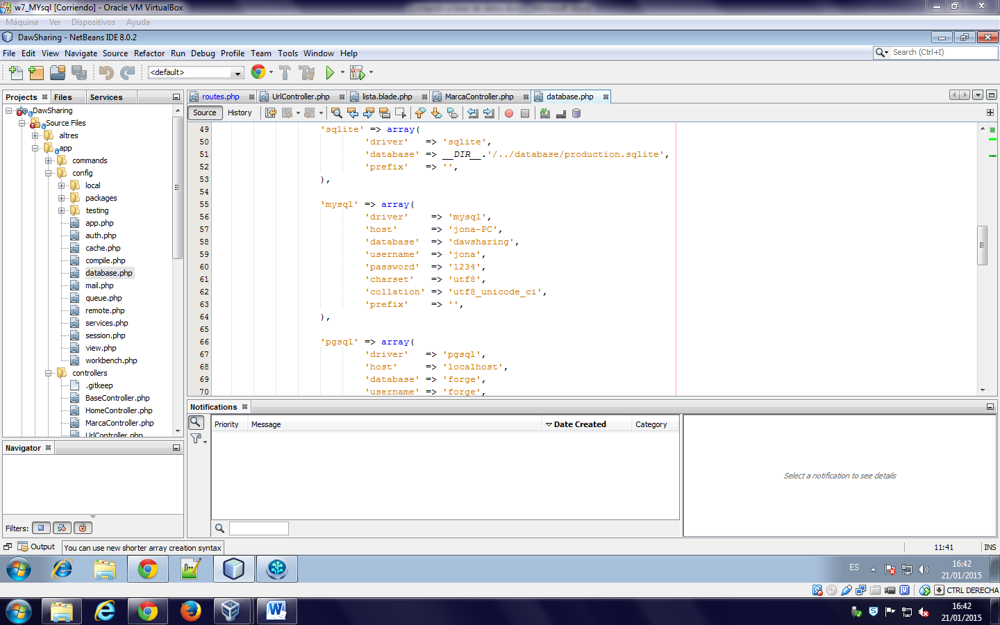 w7_MYsql [Corriendo] - Oracle VM VirtualBox
Máquina Ver Dispositivos Ayuda
DawSharing - NetBeans IDE 8.0.2
File Edit View Navigate Source Refactor Run Debug Profile Team Tools Window Help
Search (Ctrl+I)
<default>
Projects Files Services
routes.php UrlController.php lista.blade.php MarcaController.php database.php
Source History
DawSharing
Source Files
altres
app
commands
config
local
packages
testing
app.php
auth.php
cache.php
compile.php
database.php
mail.php
queue.php
remote.php
services.php
session.php
view.php
workbench.php
controllers
.gitkeep
BaseController.php
HomeController.php
MarcaController.php
UrlController.php
49 'sqlite' => array(
50 'driver' => 'sqlite',
51 'database' => __DIR__.'/../database/production.sqlite',
52 'prefix' => '',
53 ),
54
55 'mysql' => array(
56 'driver' => 'mysql',
57 'host' => 'jona-PC',
58 'database' => 'dawsharing',
59 'username' => 'jona',
60 'password' => '1234',
61 'charset' => 'utf8',
62 'collation' => 'utf8_unicode_ci',
63 'prefix' => '',
64 ),
65
66 'pgsql' => array(
67 'driver' => 'pgsql',
68 'host' => 'localhost',
69 'database' => 'forge',
70 'username' => 'forge',
Notifications
Priority Message Date Created Category
Select a notification to see details
Navigator
Filters:
Output
You can use new shorter array creation syntax
11:41 INS
ES
16:42
21/01/2015
CTRL DERECHA
16:42
21/01/2015